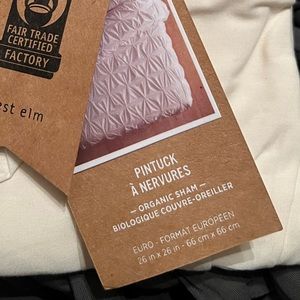 FAIR TRADE
CERTIFIED
FACTORY
est elm
PINTUCK
À NERVURES
— ORGANIC SHAM —
BIOLOGIQUE COUVRE-OREILLER
EURO - FORMAT EUROPÉEN
26 in x 26 in - 66 cm x 66 cm